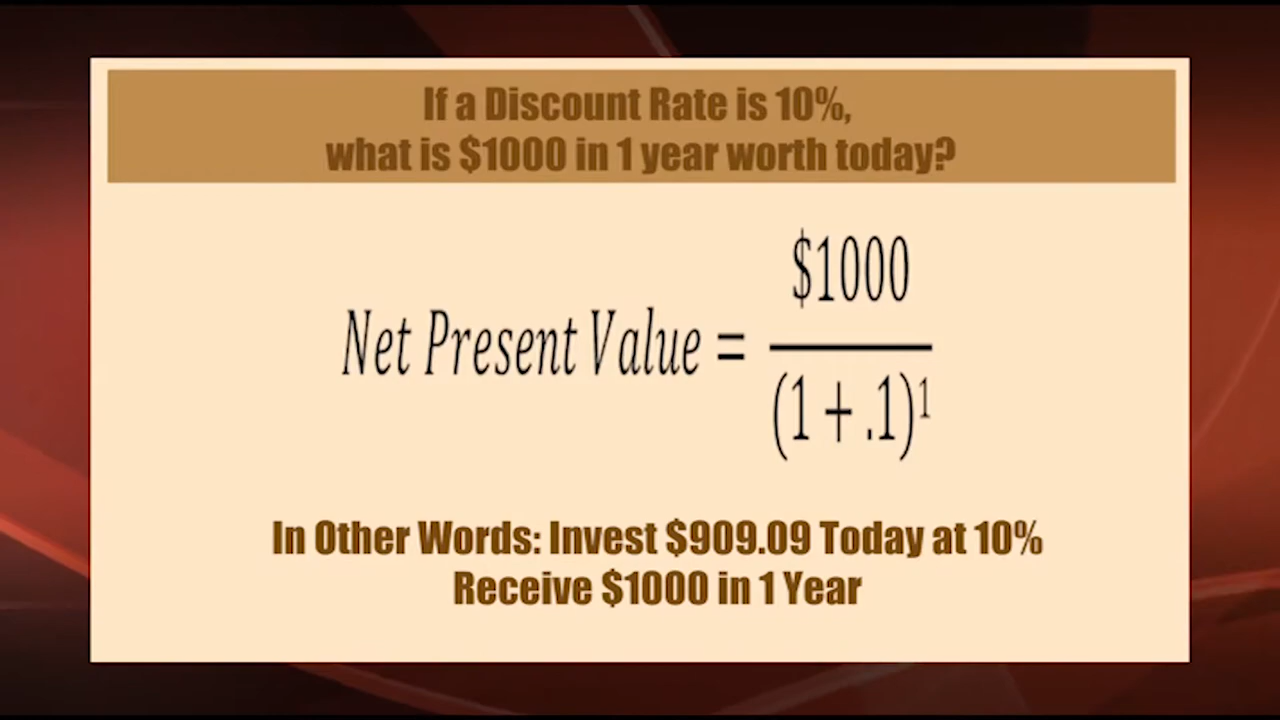 If a Discount Rate is 10%,
what is $1000 in 1 year worth today?
$1000
Net Present Value =
(1 + .1)¹
In Other Words: Invest $909.09 Today at 10%
Receive $1000 in 1 Year